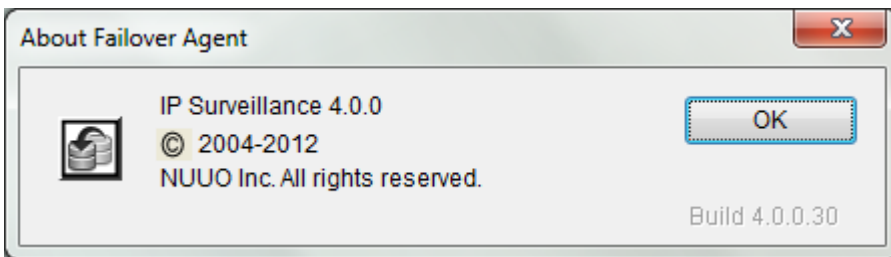 About Failover Agent
IP Surveillance 4.0.0
© 2004-2012
NUUO Inc. All rights reserved.
OK
Build 4.0.0.30